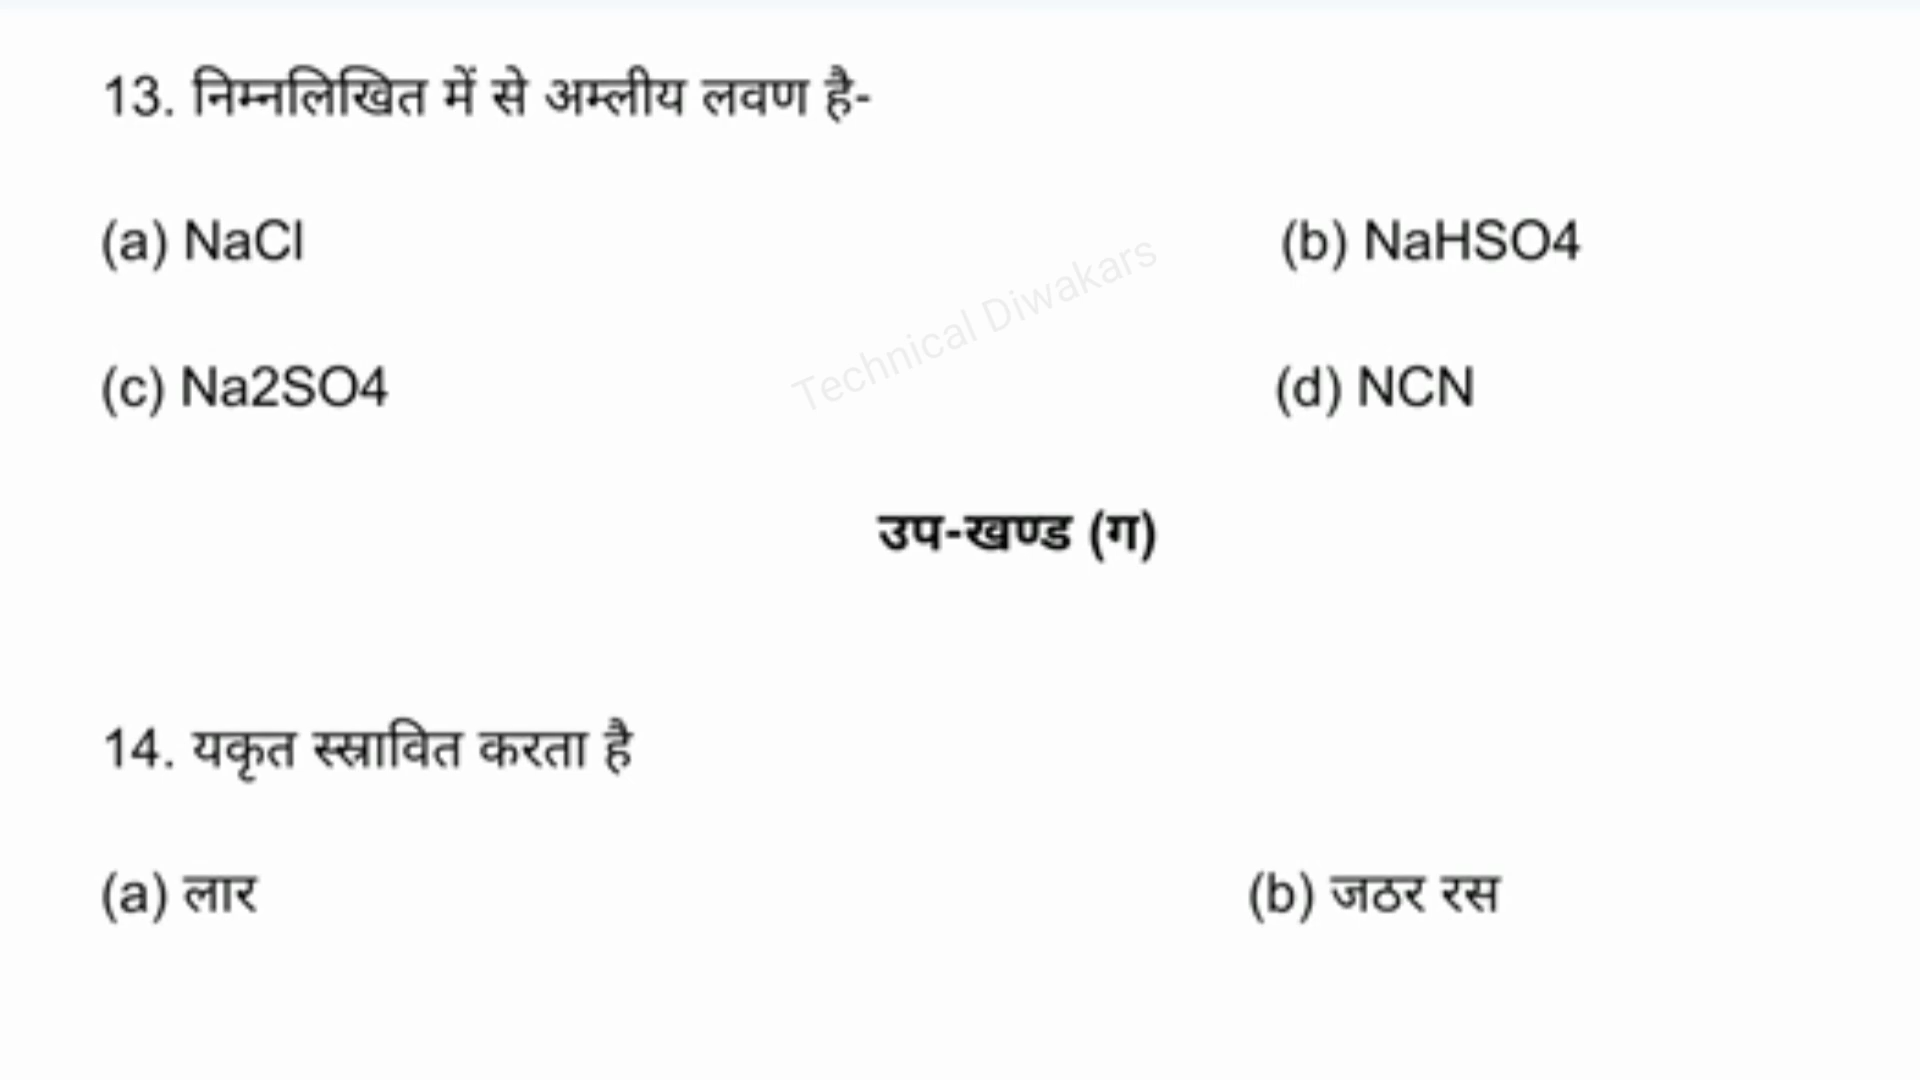 13. निम्नलिखित में से अम्लीय लवण है-
(a) NaCl (b) NaHSO4
Technical Diwakars
(c) Na2SO4 (d) NCN
उप-खण्ड (ग)
14. यकृत स्स्रावित करता है
(a) लार (b) जठर रस